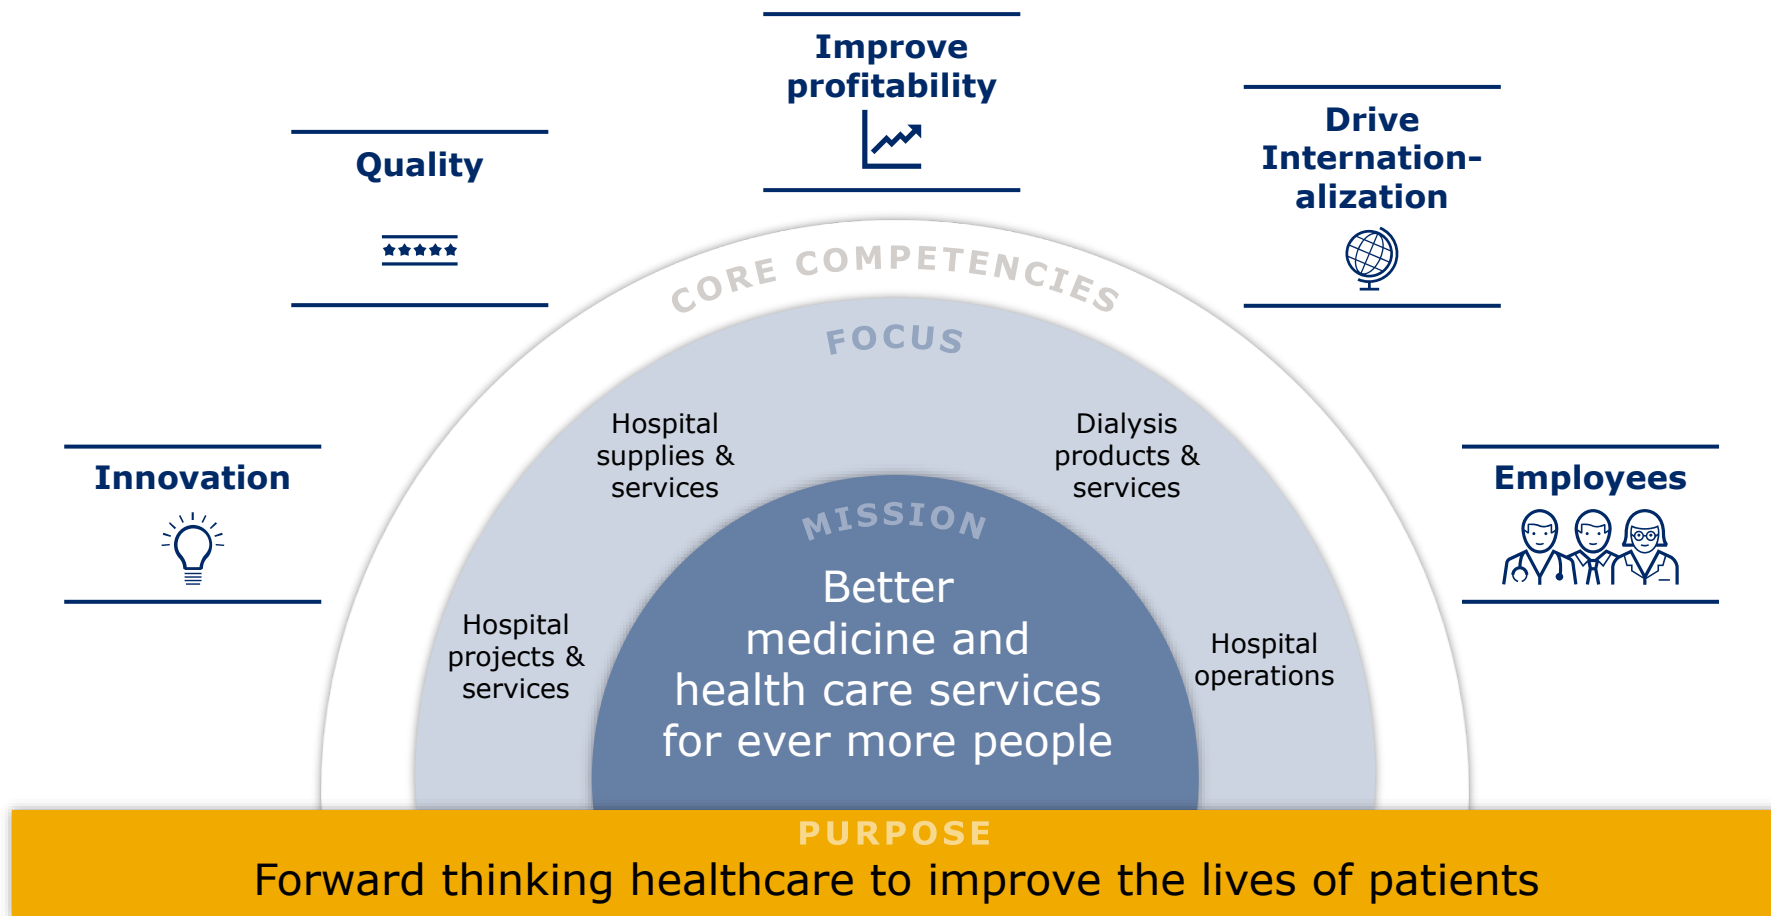 Improve
profitability
Drive
Internation-
alization
Quality
CORE COMPETENCIES
FOCUS
Hospital
supplies &
services
Dialysis
products &
services
Innovation
Employees
MISSION
Better
medicine and
health care services
for ever more people
Hospital
projects &
services
Hospital
operations
PURPOSE
Forward thinking healthcare to improve the lives of patients